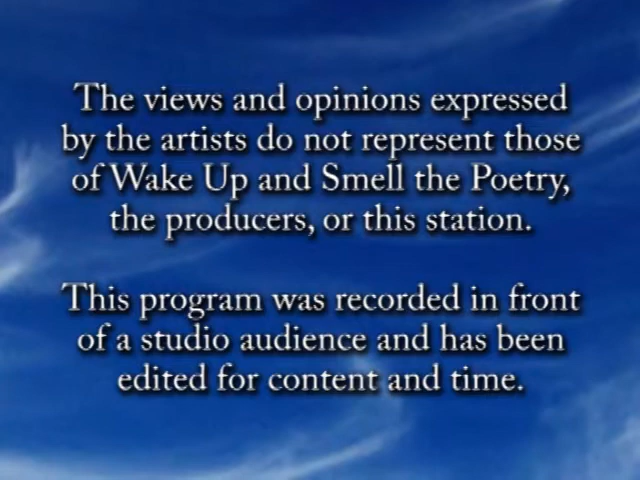 The views and opinions expressed
by the artists do not represent those
of Wake Up and Smell the Poetry,
the producers, or this station.
This program was recorded in front
of a studio audience and has been
edited for content and time.